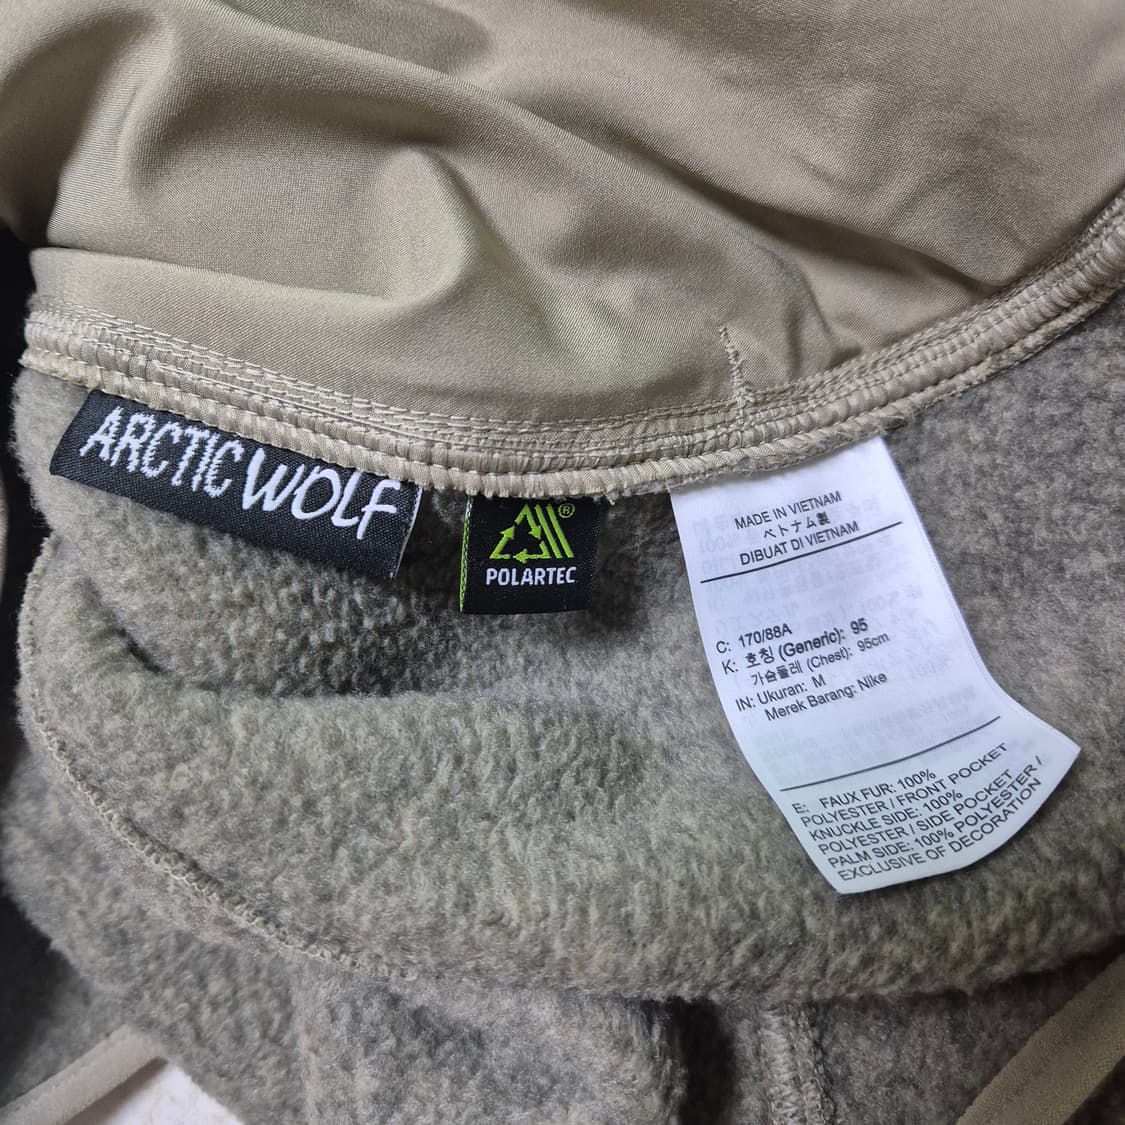 ARCTIC WOLF
®
POLARTEC
MADE IN VIETNAM
ベトナム製
DIBUAT DI VIETNAM
C: 170/88A
K: 호칭 (Generic): 95
가슴둘레 (Chest): 95cm
IN: Ukuran: M
Merek Barang: Nike
E: FAUX FUR: 100%
POLYESTER / FRONT POCKET
KNUCKLE SIDE: 100%
POLYESTER / SIDE POCKET
PALM SIDE: 100% POLYESTER /
EXCLUSIVE OF DECORATION